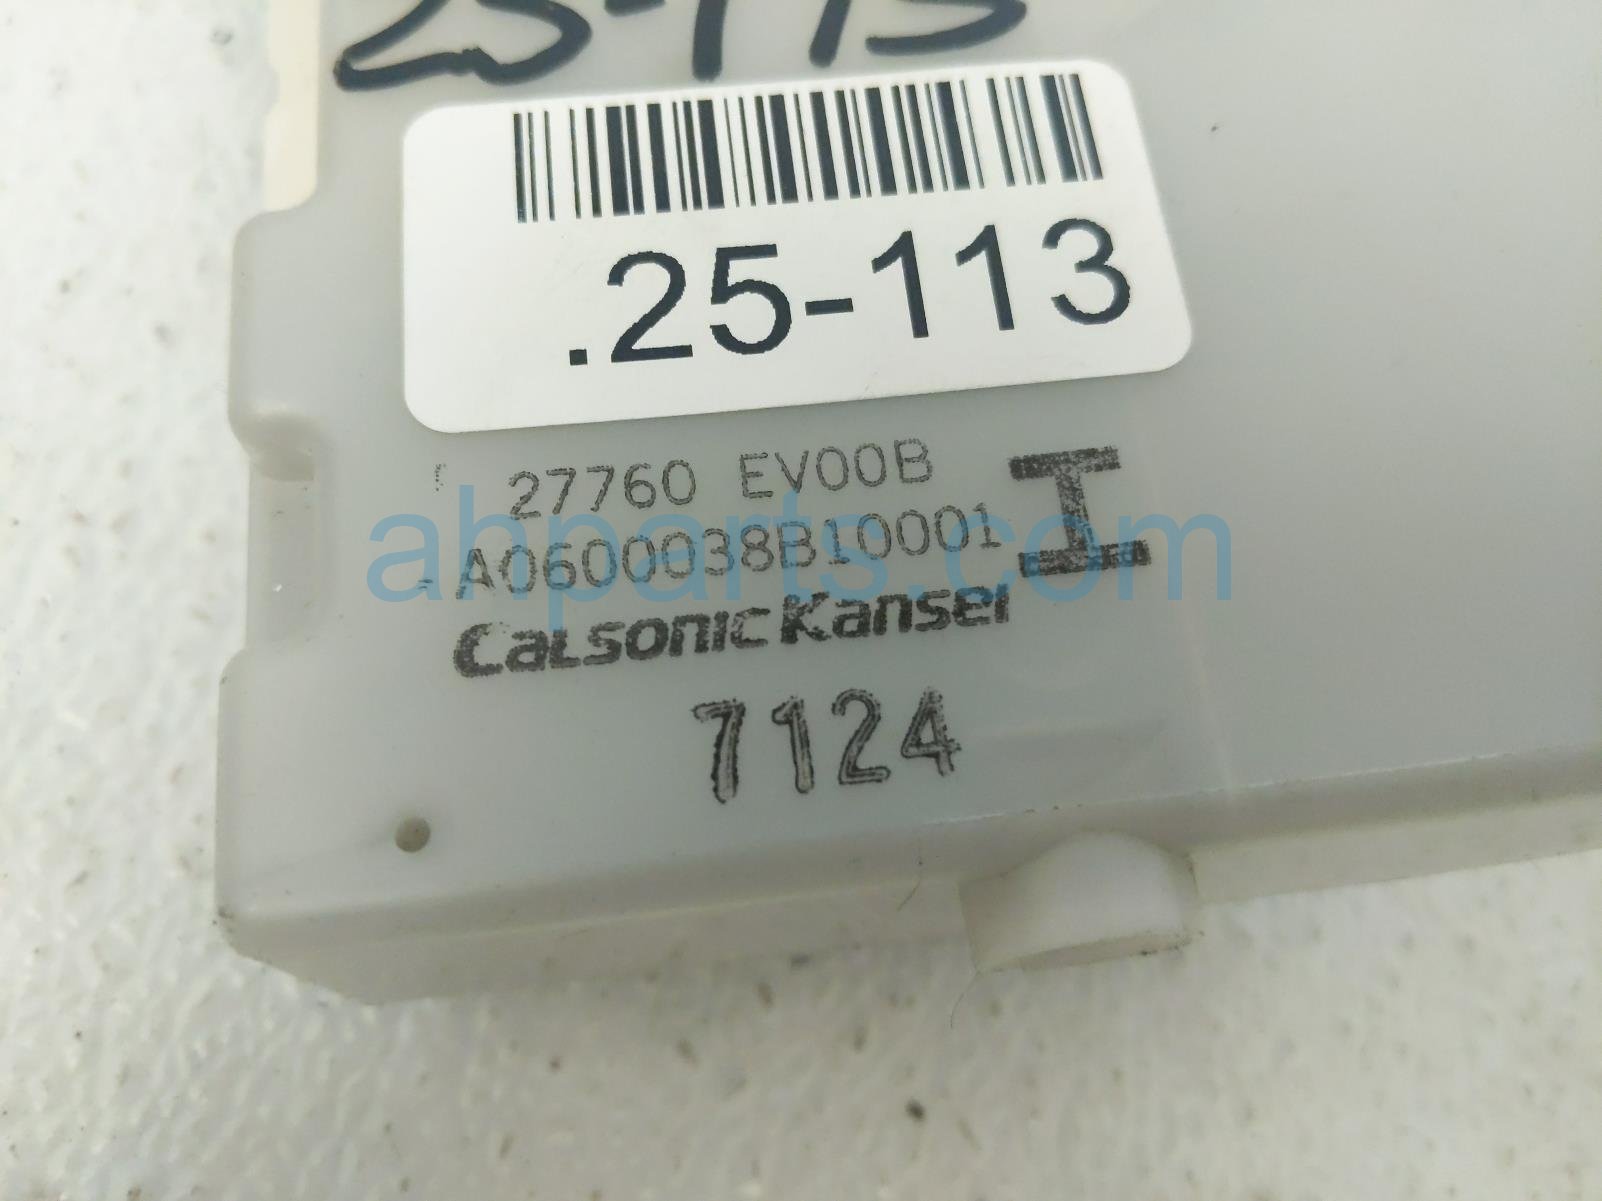 25-113
.25-113
27760 EV00B
A0600038B10001
I
CalsonicKansei
7124
ahparts.com